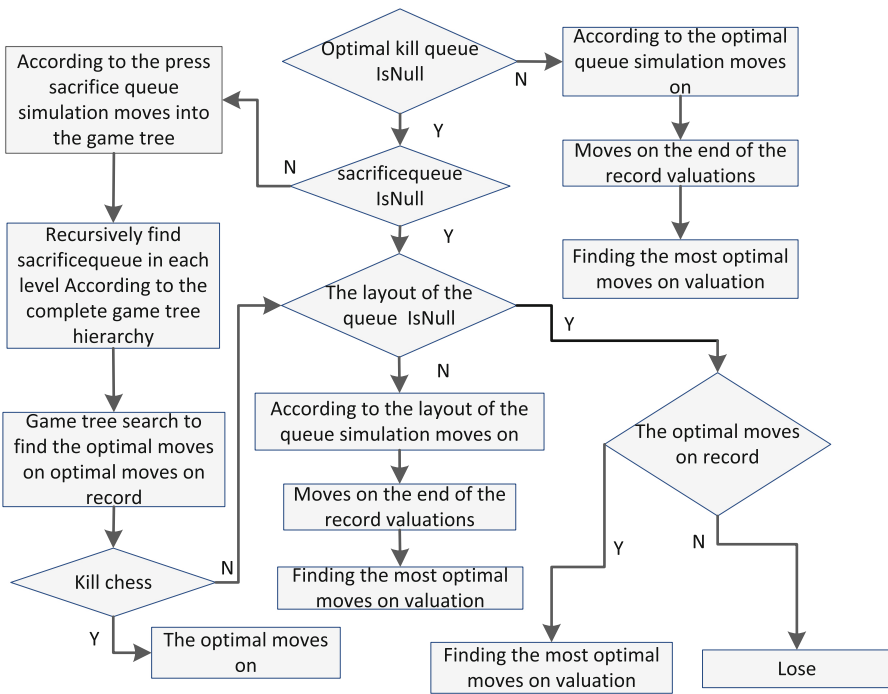 Optimal kill queue
IsNull
N
According to the optimal
queue simulation moves
on
Y
Moves on the end of the
record valuations
Finding the most optimal
moves on valuation
sacrificequeue
IsNull
N
According to the press
sacrifice queue
simulation moves into
the game tree
Recursively find
sacrificequeue in each
level According to the
complete game tree
hierarchy
Game tree search to
find the optimal moves
on optimal moves on
record
Kill chess
N
Y
The optimal moves
on
Y
The layout of the
queue IsNull
N
According to the layout of the
queue simulation moves on
Moves on the end of the
record valuations
Finding the most optimal
moves on valuation
Y
The optimal moves
on record
Y
Finding the most optimal
moves on valuation
N
Lose